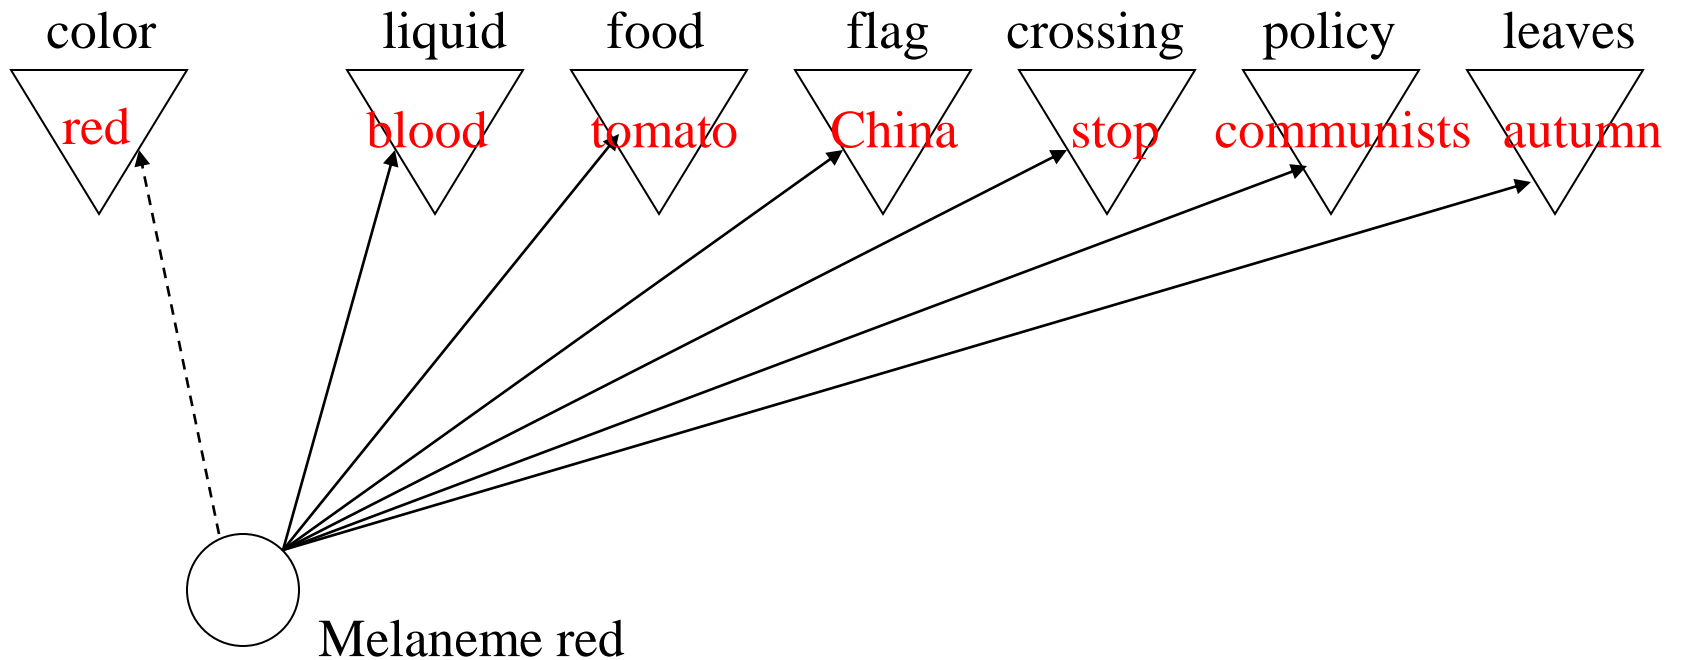 color liquid food flag crossing policy leaves
red blood tomato China stop communists autumn
Melaneme red